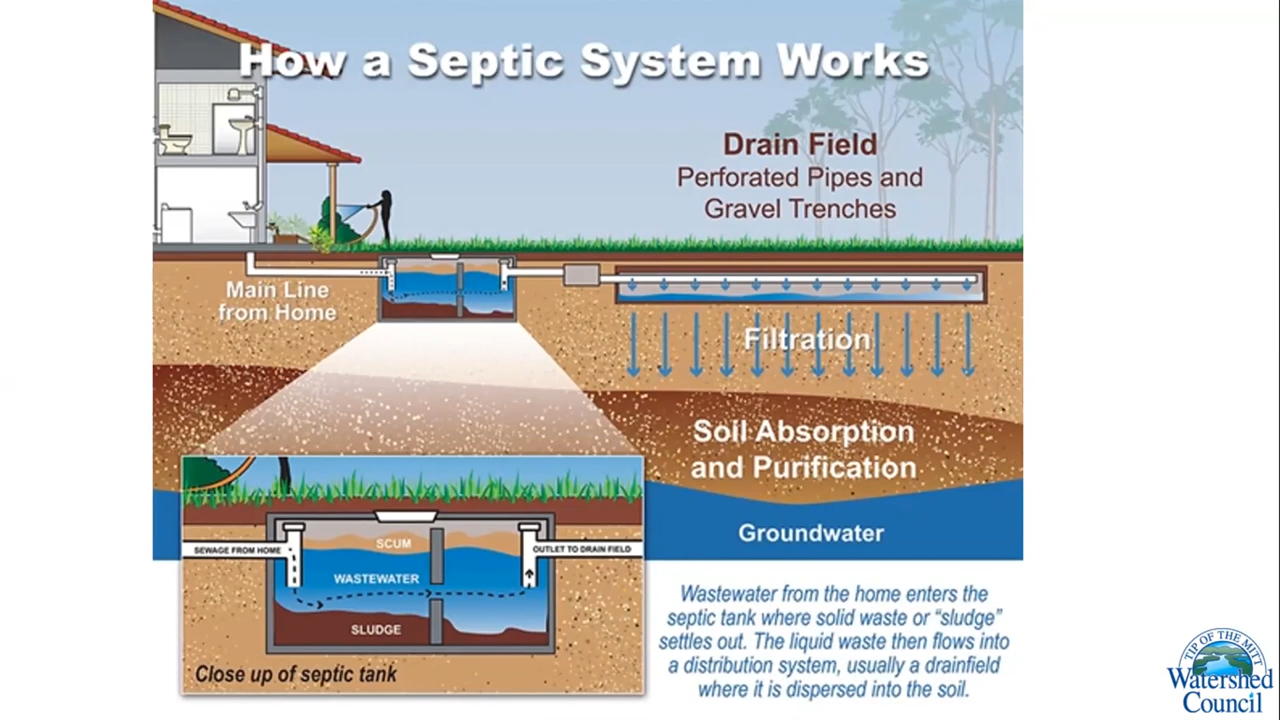 How a Septic System Works
Drain Field
Perforated Pipes and
Gravel Trenches
Main Line
from Home
Filtration
Soil Absorption
and Purification
Groundwater
SEWAGE FROM HOME
SCUM
OUTLET TO DRAIN FIELD
WASTEWATER
SLUDGE
Close up of septic tank
Wastewater from the home enters the
septic tank where solid waste or “sludge”
settles out. The liquid waste then flows into
a distribution system, usually a drainfield
where it is dispersed into the soil.
TIP OF THE MITT
Watershed
Council